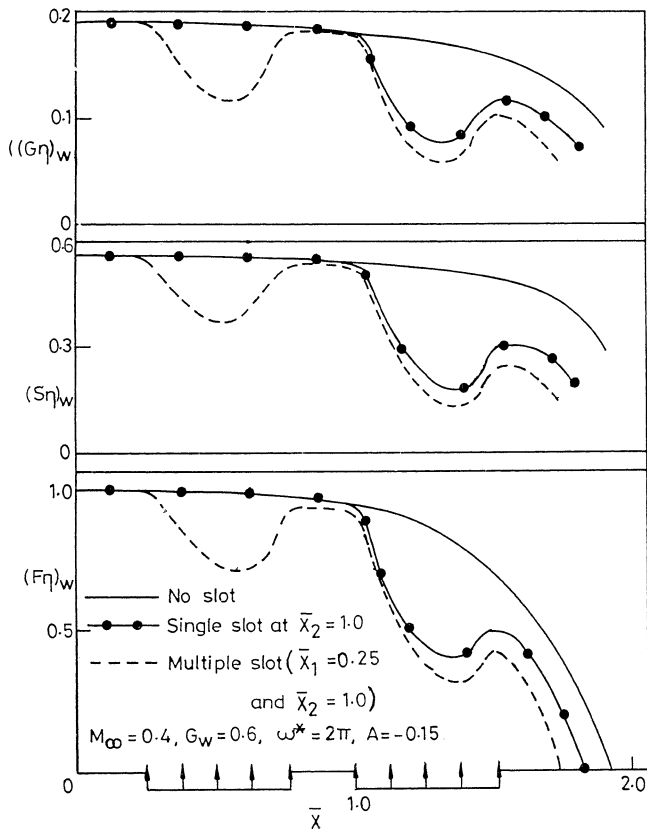 0.2
0.1
((Gη)w
0
0.6
0.3
(Sη)w
0
1.0
(Fη)w
No slot
0.5
Single slot at X̄2 = 1.0
Multiple slot (X̄1 = 0.25
and X̄2 = 1.0)
M∞ = 0.4, Gw = 0.6, ω* = 2π, A = -0.15
0
1.0
2.0
X̄